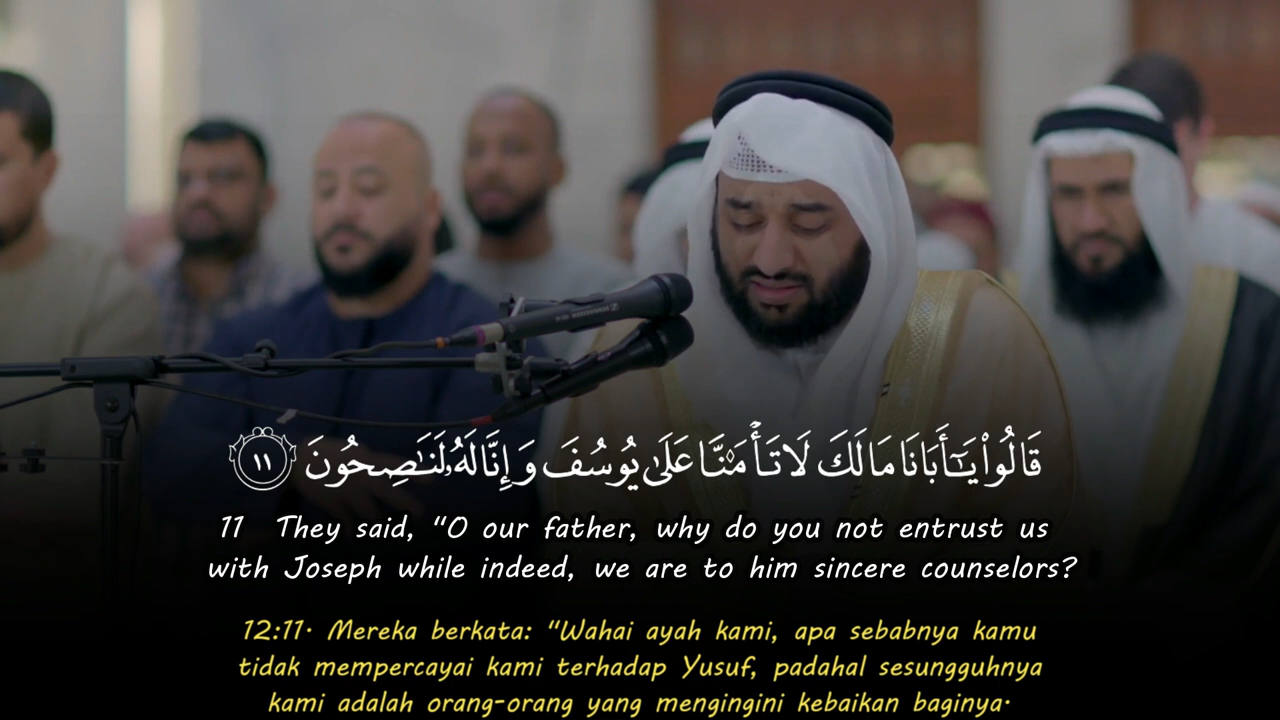 قَالُوا۟ يَـٰٓأَبَانَا مَا لَكَ لَا تَأْمَ۫نَّا عَلَىٰ يُوسُفَ وَإِنَّا لَهُۥ لَنَـٰصِحُونَ ١١
11 They said, “O our father, why do you not entrust us
with Joseph while indeed, we are to him sincere counselors?
12:11· Mereka berkata: “Wahai ayah kami, apa sebabnya kamu
tidak mempercayai kami terhadap Yusuf, padahal sesungguhnya
kami adalah orang-orang yang mengingini kebaikan baginya·